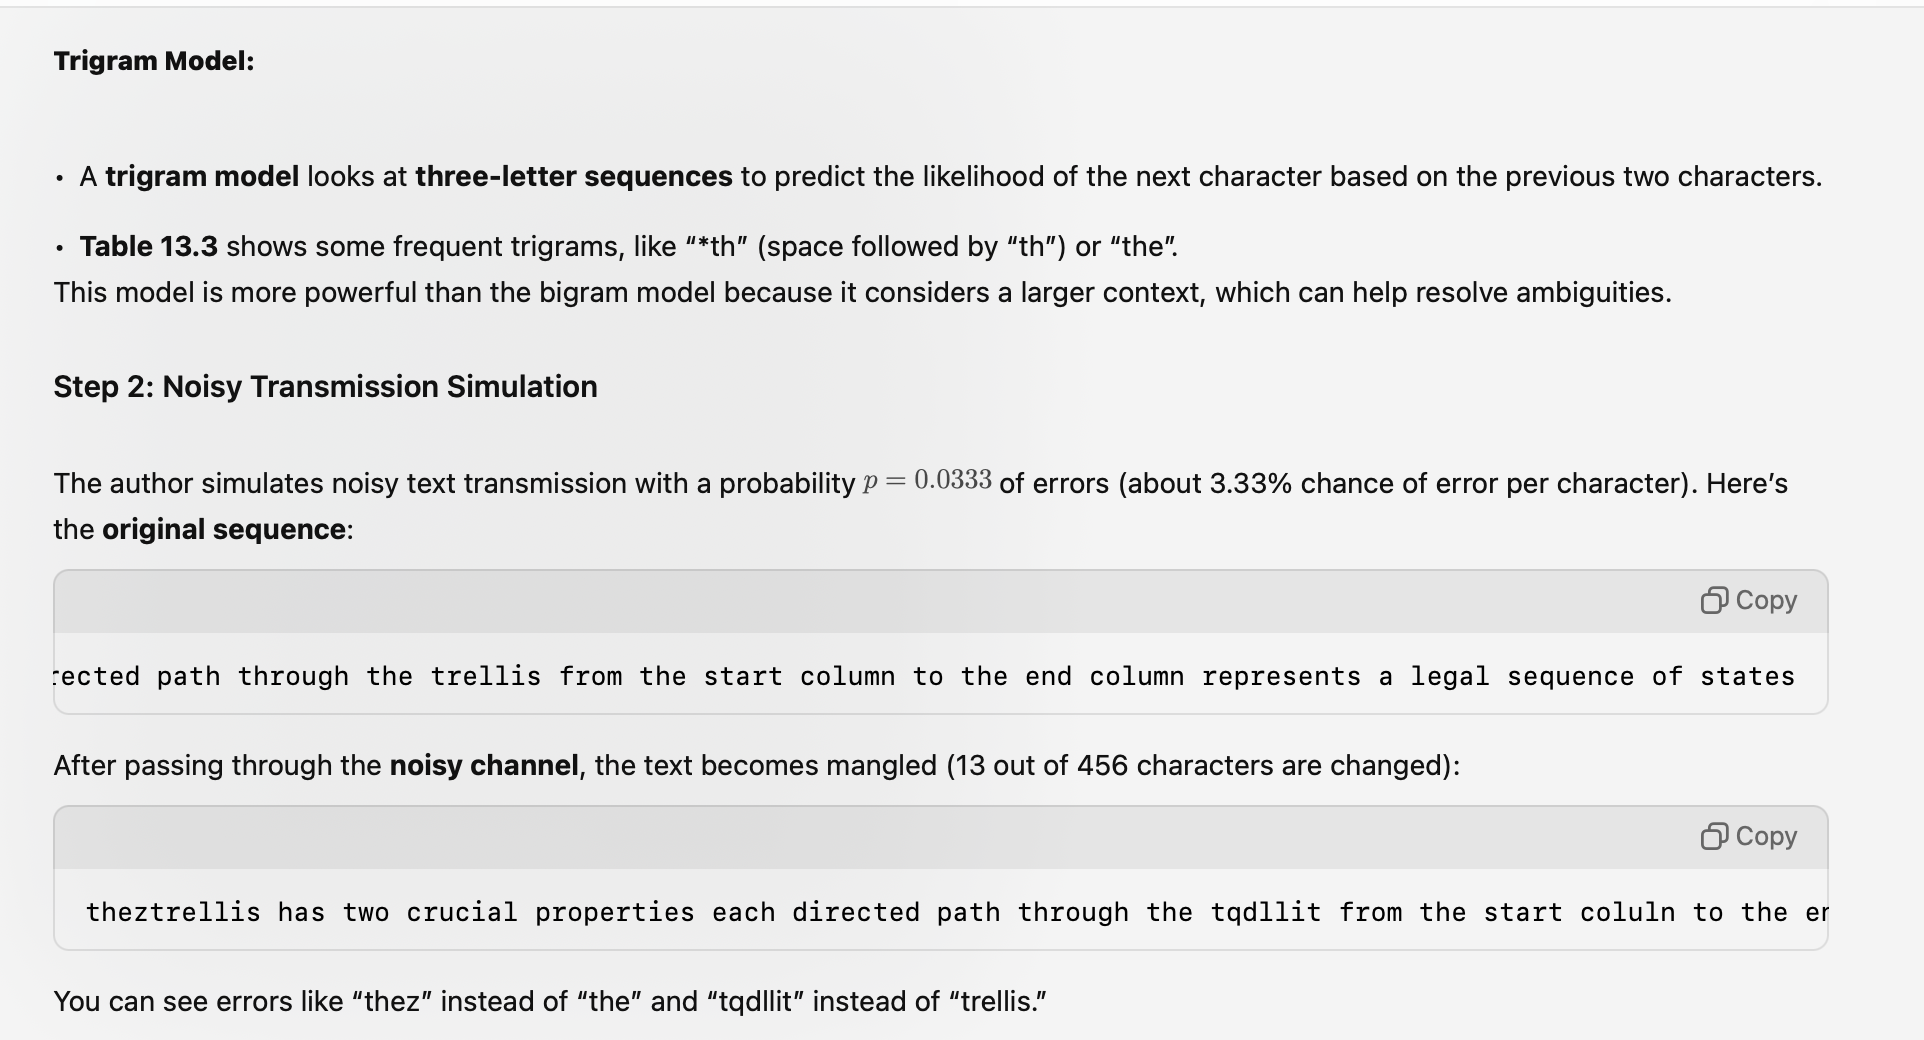 Trigram Model:
• A trigram model looks at three-letter sequences to predict the likelihood of the next character based on the previous two characters.
• Table 13.3 shows some frequent trigrams, like “*th” (space followed by “th”) or “the”.
This model is more powerful than the bigram model because it considers a larger context, which can help resolve ambiguities.
Step 2: Noisy Transmission Simulation
The author simulates noisy text transmission with a probability p = 0.0333 of errors (about 3.33% chance of error per character). Here’s
the original sequence:
Copy
rected path through the trellis from the start column to the end column represents a legal sequence of states
After passing through the noisy channel, the text becomes mangled (13 out of 456 characters are changed):
Copy
theztrellis has two crucial properties each directed path through the tqdllit from the start coluln to the er
You can see errors like “thez” instead of “the” and “tqdllit” instead of “trellis.”